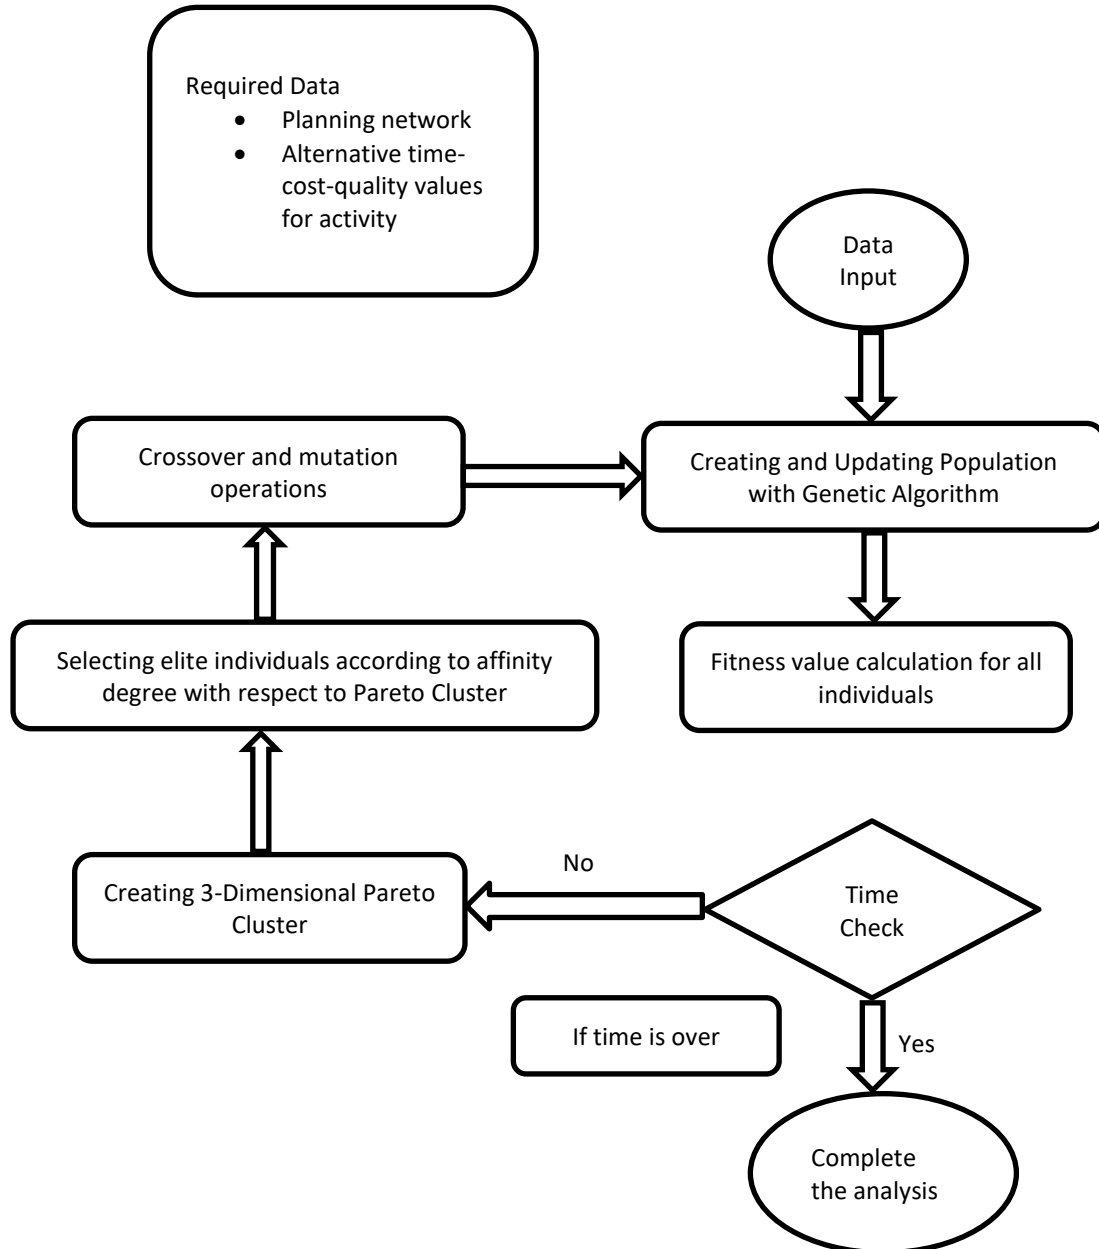 Required Data
• Planning network
• Alternative time-
cost-quality values
for activity
Data
Input
Crossover and mutation
operations
Creating and Updating Population
with Genetic Algorithm
Selecting elite individuals according to affinity
degree with respect to Pareto Cluster
Fitness value calculation for all
individuals
Creating 3-Dimensional Pareto
Cluster
No
Time
Check
If time is over
Yes
Complete
the analysis